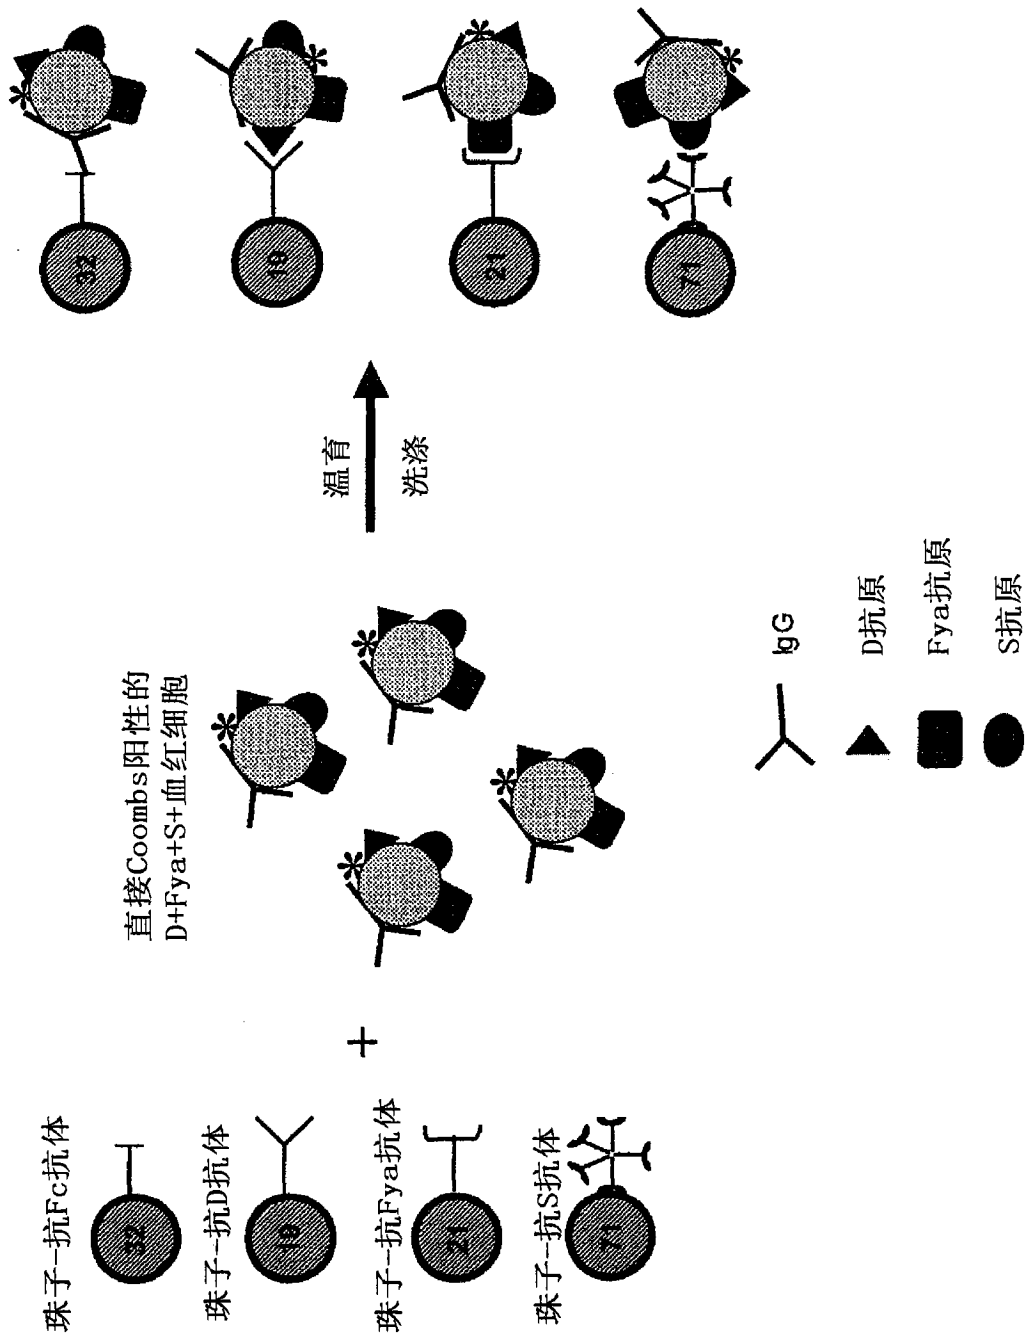 珠子-抗Fc抗体
32
珠子-抗D抗体
19
珠子-抗Fya抗体
21
珠子-抗S抗体
71
+
直接Coombs阳性的
D+Fya+S+血红细胞
*
*
*
*
温育
洗涤
32
*
19
*
21
*
71
*
IgG
D抗原
Fya抗原
S抗原